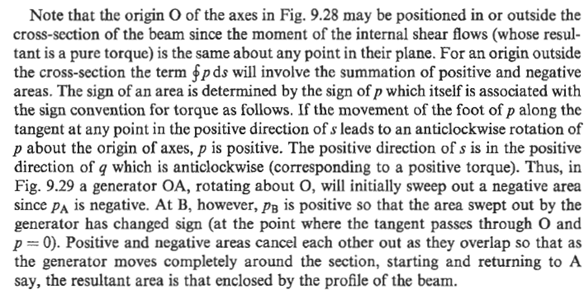 Note that the origin O of the axes in Fig. 9.28 may be positioned in or outside the
cross-section of the beam since the moment of the internal shear flows (whose resul-
tant is a pure torque) is the same about any point in their plane. For an origin outside
the cross-section the term ∮p ds will involve the summation of positive and negative
areas. The sign of an area is determined by the sign of p which itself is associated with
the sign convention for torque as follows. If the movement of the foot of p along the
tangent at any point in the positive direction of s leads to an anticlockwise rotation of
p about the origin of axes, p is positive. The positive direction of s is in the positive
direction of q which is anticlockwise (corresponding to a positive torque). Thus, in
Fig. 9.29 a generator OA, rotating about O, will initially sweep out a negative area
since pA is negative. At B, however, pB is positive so that the area swept out by the
generator has changed sign (at the point where the tangent passes through O and
p = 0). Positive and negative areas cancel each other out as they overlap so that as
the generator moves completely around the section, starting and returning to A
say, the resultant area is that enclosed by the profile of the beam.